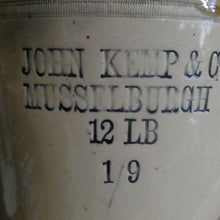 JOHN KEMP & C
MUSSELBURGH
12 LB
1/9